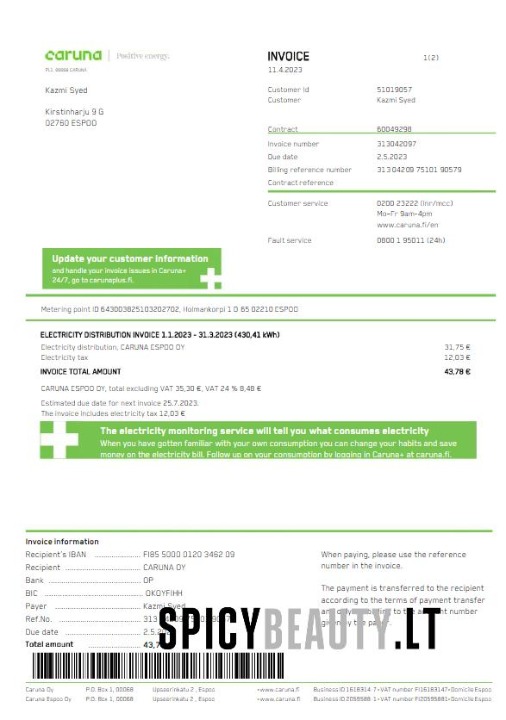 caruna Positive energy.
P.L. 00068 CARUNA
INVOICE 1(2)
11.4.2023
Kazmi Syed
Kirstinharju 9 G
02760 ESPOO
Customer Id 51019057
Customer Kazmi Syed
Contract 60049298
Invoice number 313042097
Due date 2.5.2023
Billing reference number 313 04209 75101 90579
Contract reference
Customer service 0200 23222 (lnr/mcc)
Mo-Fr 9am-4pm
www.caruna.fi/en
Fault service 0800 1 95011 (24h)
Update your customer information
and handle your invoice issues in Caruna+
24/7, go to carunaplus.fi.
Metering point ID 643003825103202702, Holmankorpi 1 D 85 02210 ESPOO
ELECTRICITY DISTRIBUTION INVOICE 1.1.2023 - 31.3.2023 (430,41 kWh)
Electricity distribution, CARUNA ESPOO OY 31,75 €
Electricity tax 12,03 €
INVOICE TOTAL AMOUNT 43,78 €
CARUNA ESPOO OY, total excluding VAT 35,30 €, VAT 24 % 8,48 €
Estimated due date for next invoice 25.7.2023.
The invoice includes electricity tax 12,03 €
The electricity monitoring service will tell you what consumes electricity
When you have gotten familiar with your own consumption you can change your habits and save
money on the electricity bill. Follow up on your consumption by logging in Caruna+ at caruna.fi.
Invoice information
Recipient's IBAN ................ FI85 5000 0120 3462 09
Recipient ................ CARUNA OY
Bank ................ OP
BIC ................ OKOYFIHH
Payer ................ Kazmi Syed
Ref.No. ................ 313
Due date ................ 2.5.
Total amount ................ 43,7
When paying, please use the reference
number in the invoice.
The payment is transferred to the recipient
according to the terms of payment transfer
and only according to the account number
given by the payer.
SPICYBEAUTY.LT
Caruna Oy P.O. Box 1, 00068 Upseerinkatu 2, Espoo •www.caruna.fi Business ID 1618314-7 •VAT number FI16183147•Domicile Espoo
Caruna Espoo Oy P.O. Box 1, 00068 Upseerinkatu 2, Espoo •www.caruna.fi Business ID 2059588-1 •VAT number FI20595881•Domicile Espoo